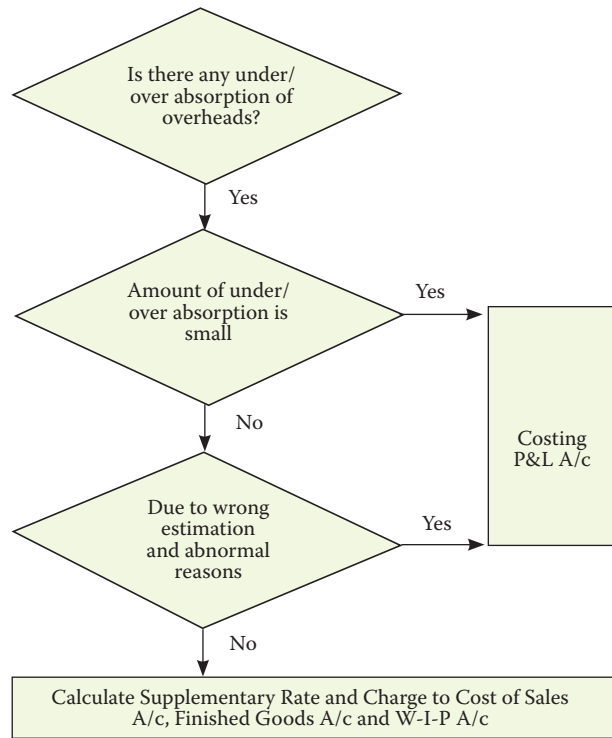 Is there any under/
over absorption of
overheads?
Yes
Amount of under/
over absorption is
small
Yes
No
Costing
P&L A/c
Due to wrong
estimation
and abnormal
reasons
Yes
No
Calculate Supplementary Rate and Charge to Cost of Sales
A/c, Finished Goods A/c and W-I-P A/c